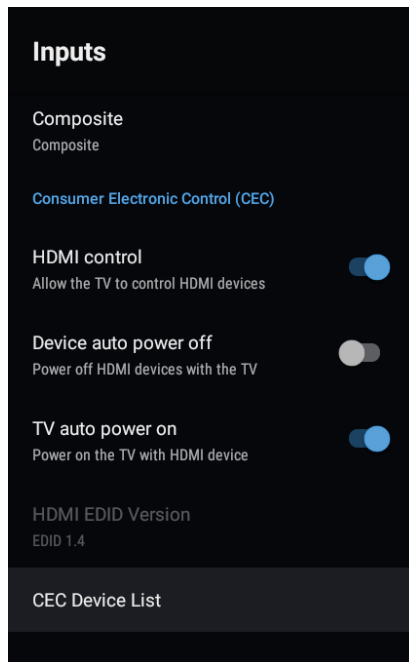 Inputs
Composite
Composite
Consumer Electronic Control (CEC)
HDMI control
Allow the TV to control HDMI devices
Device auto power off
Power off HDMI devices with the TV
TV auto power on
Power on the TV with HDMI device
HDMI EDID Version
EDID 1.4
CEC Device List